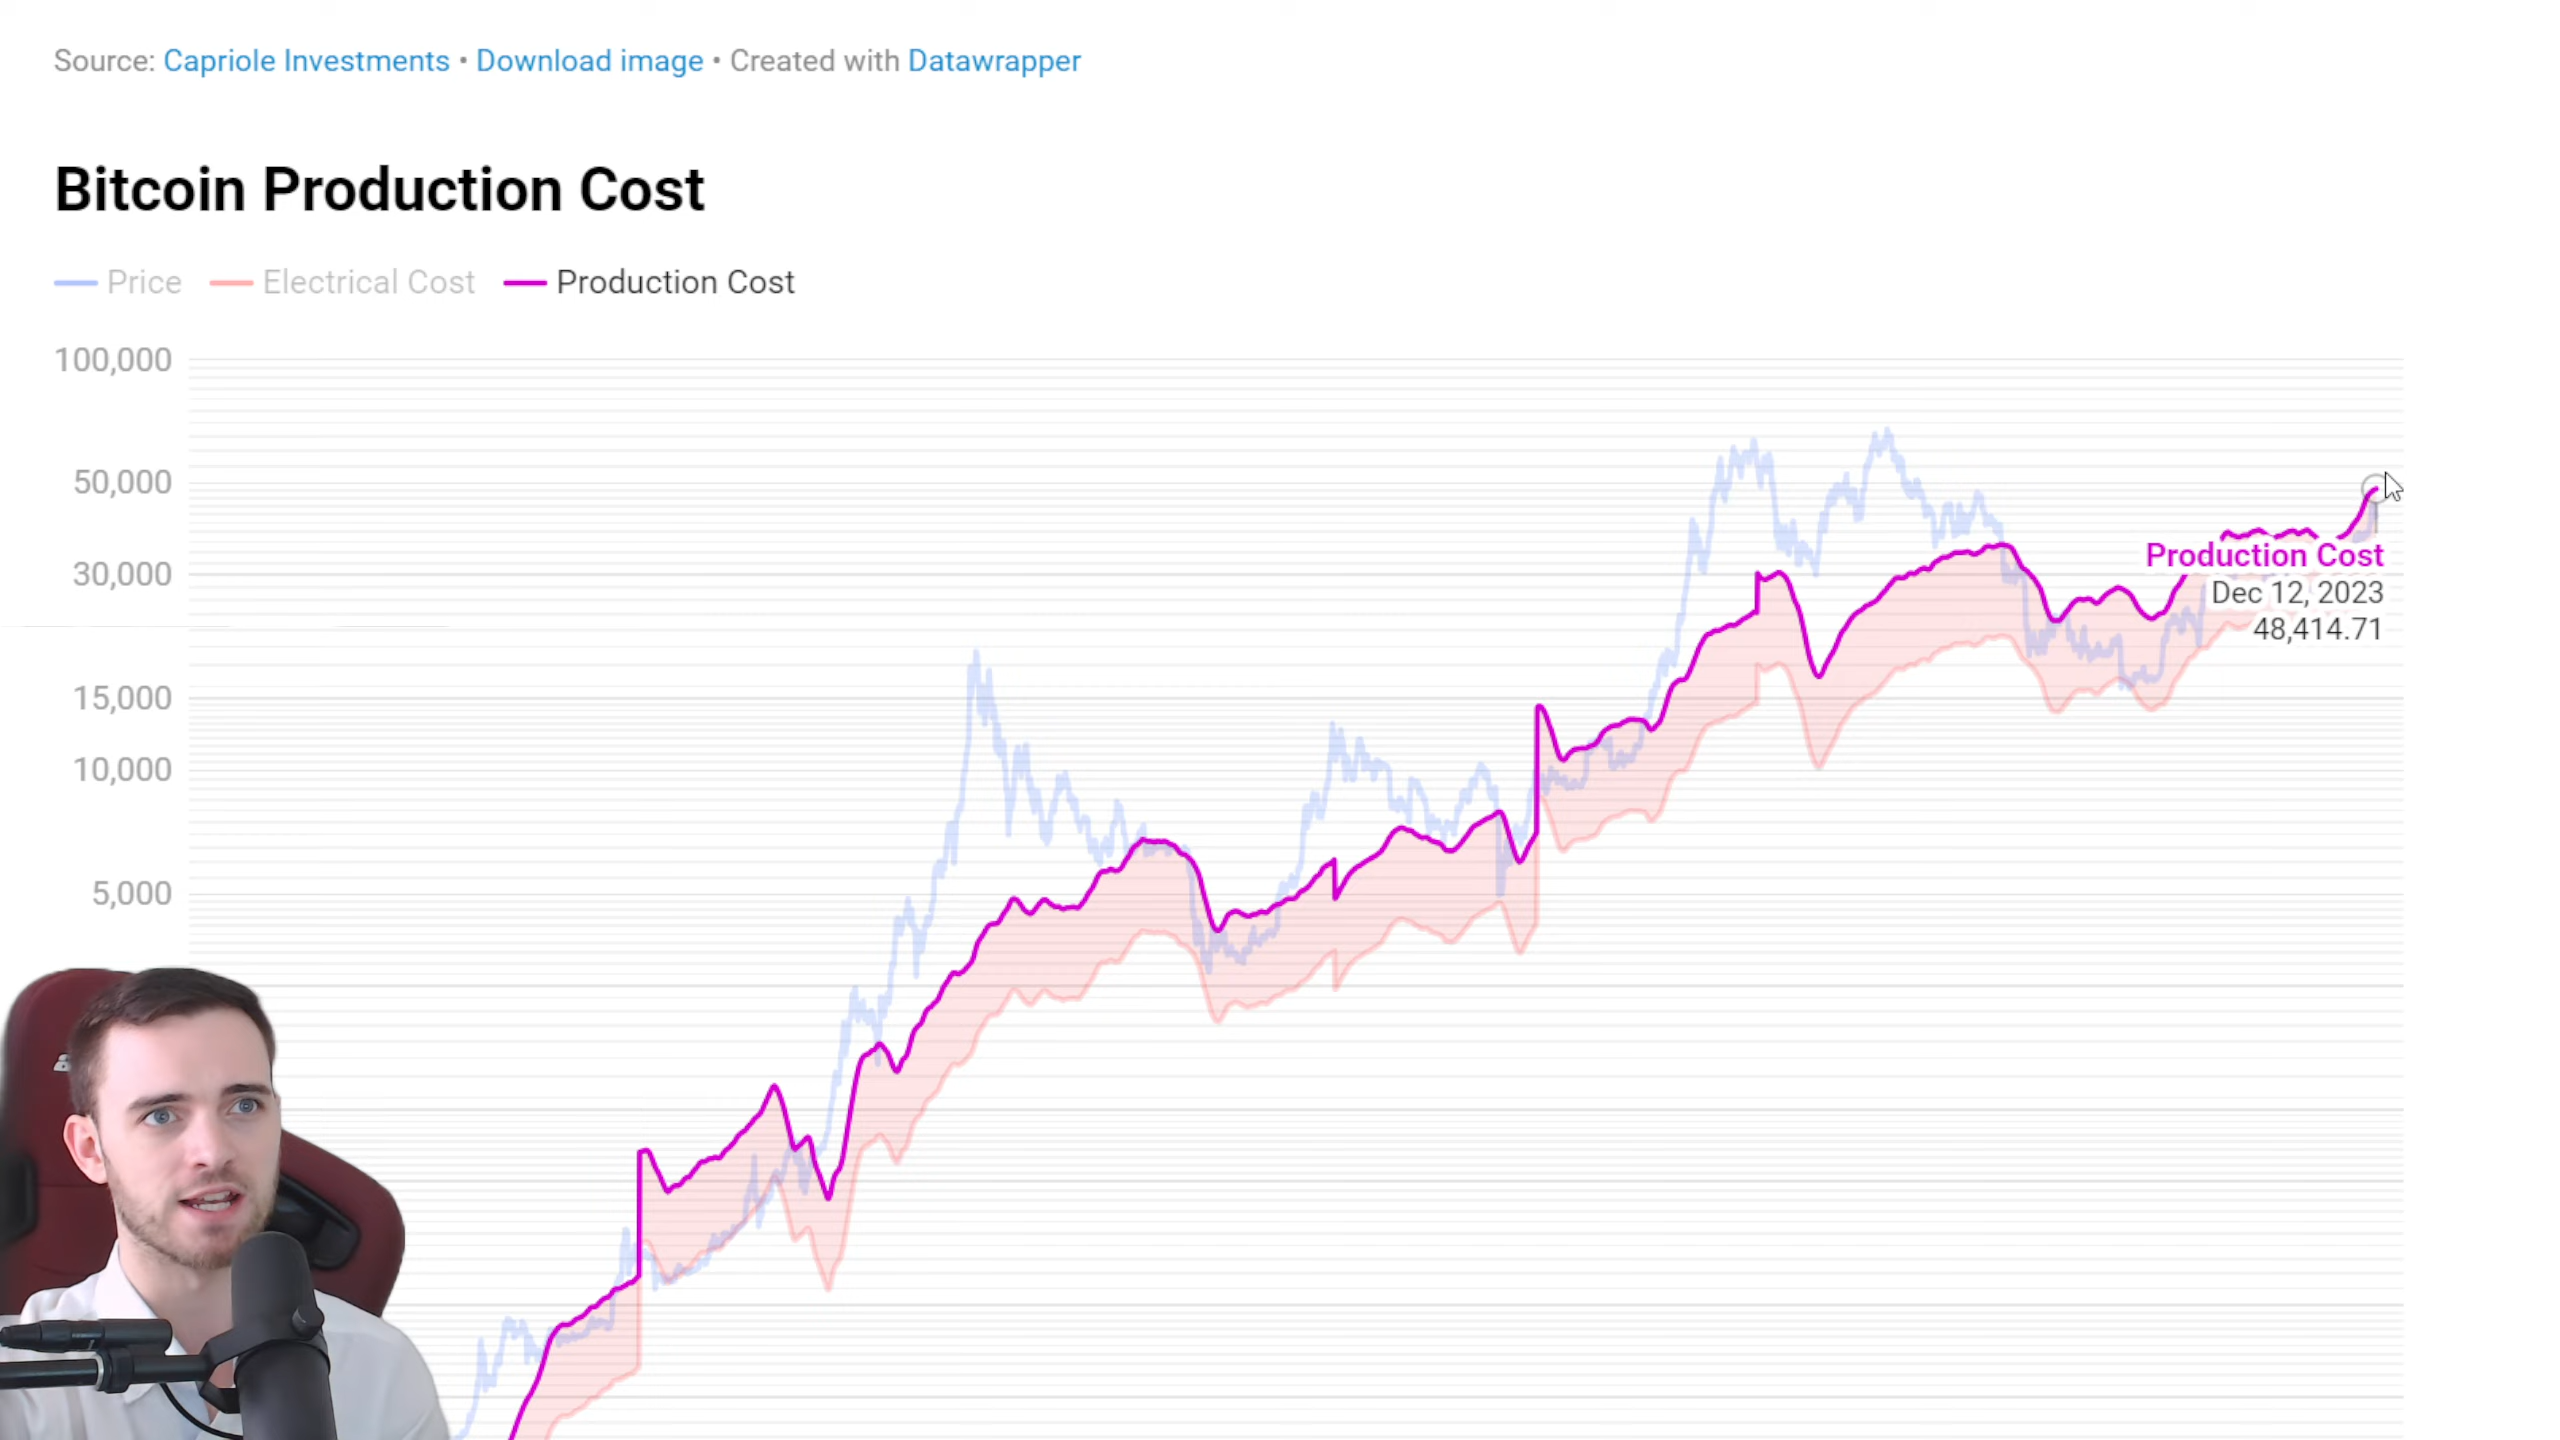 Source: Capriole Investments • Download image • Created with Datawrapper
Bitcoin Production Cost
Price Electrical Cost Production Cost
100,000
50,000
30,000
15,000
10,000
5,000
Production Cost
Dec 12, 2023
48,414.71